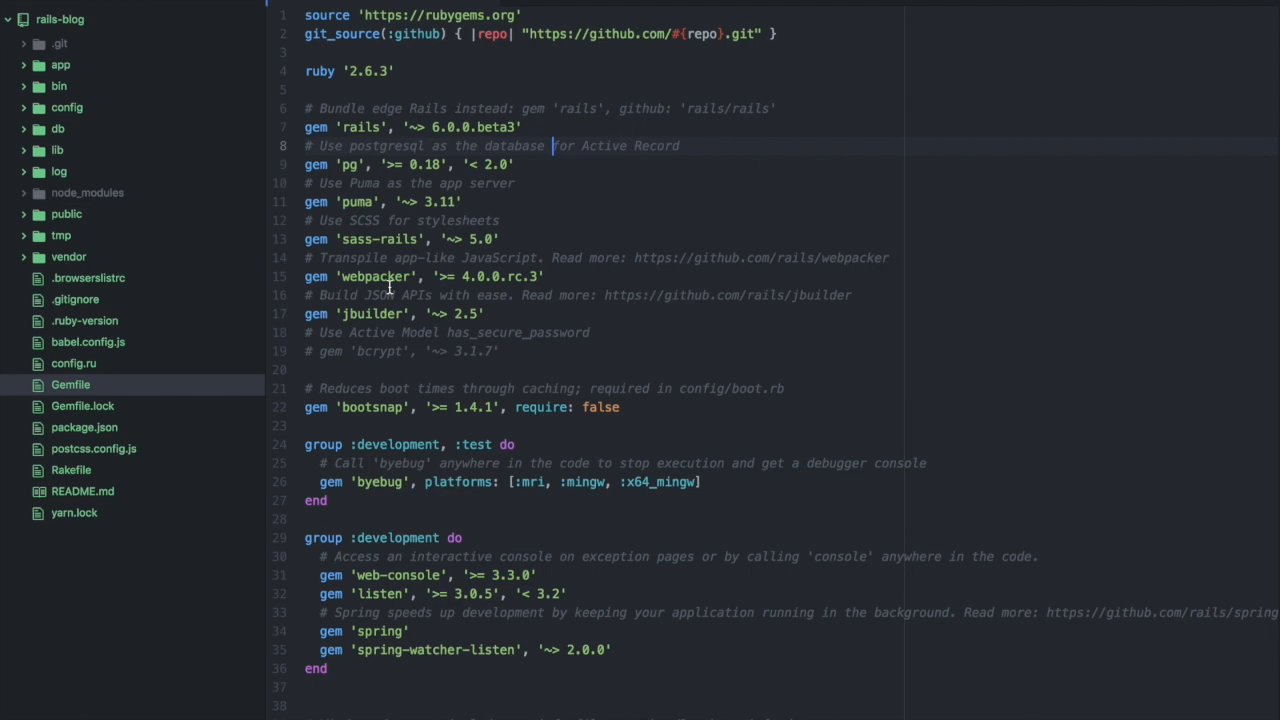 rails-blog
.git
app
bin
config
db
lib
log
node_modules
public
tmp
vendor
.browserslistrc
.gitignore
.ruby-version
babel.config.js
config.ru
Gemfile
Gemfile.lock
package.json
postcss.config.js
Rakefile
README.md
yarn.lock
1 source 'https://rubygems.org'
2 git_source(:github) { |repo| "https://github.com/#{repo}.git" }
3
4 ruby '2.6.3'
5
6 # Bundle edge Rails instead: gem 'rails', github: 'rails/rails'
7 gem 'rails', '~> 6.0.0.beta3'
8 # Use postgresql as the database for Active Record
9 gem 'pg', '>= 0.18', '< 2.0'
10 # Use Puma as the app server
11 gem 'puma', '~> 3.11'
12 # Use SCSS for stylesheets
13 gem 'sass-rails', '~> 5.0'
14 # Transpile app-like JavaScript. Read more: https://github.com/rails/webpacker
15 gem 'webpacker', '>= 4.0.0.rc.3'
16 # Build JSON APIs with ease. Read more: https://github.com/rails/jbuilder
17 gem 'jbuilder', '~> 2.5'
18 # Use Active Model has_secure_password
19 # gem 'bcrypt', '~> 3.1.7'
20
21 # Reduces boot times through caching; required in config/boot.rb
22 gem 'bootsnap', '>= 1.4.1', require: false
23
24 group :development, :test do
25 # Call 'byebug' anywhere in the code to stop execution and get a debugger console
26 gem 'byebug', platforms: [:mri, :mingw, :x64_mingw]
27 end
28
29 group :development do
30 # Access an interactive console on exception pages or by calling 'console' anywhere in the code.
31 gem 'web-console', '>= 3.3.0'
32 gem 'listen', '>= 3.0.5', '< 3.2'
33 # Spring speeds up development by keeping your application running in the background. Read more: https://github.com/rails/spring
34 gem 'spring'
35 gem 'spring-watcher-listen', '~> 2.0.0'
36 end
37
38